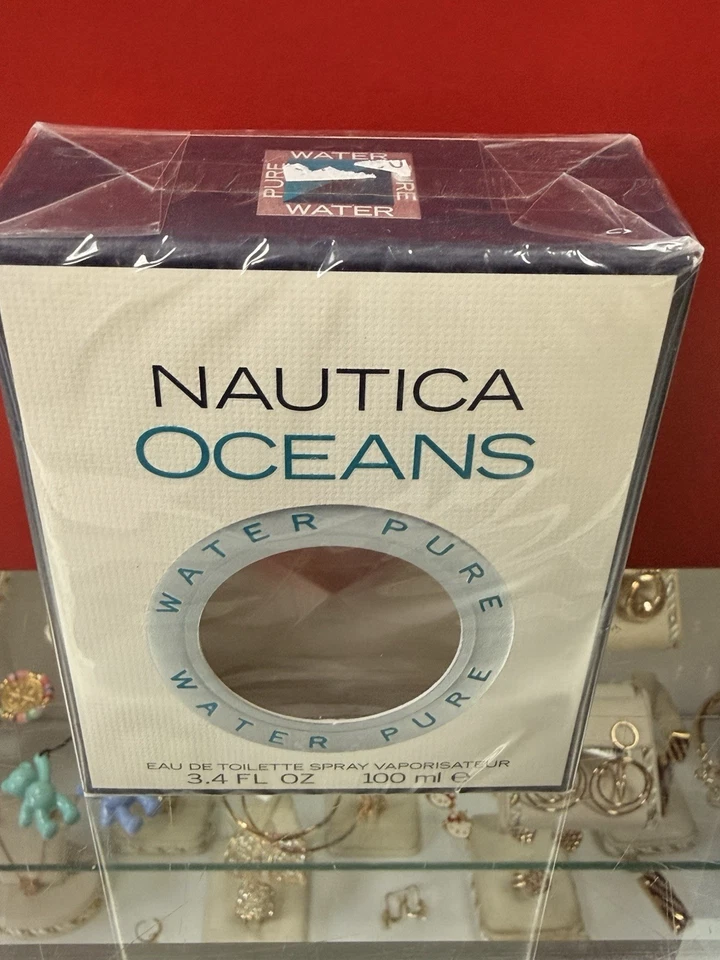 WATER
PURE
PURE
WATER
NAUTICA
OCEANS
WATER PURE
WATER PURE
EAU DE TOILETTE SPRAY VAPORISATEUR
3.4 FL OZ 100 ml e